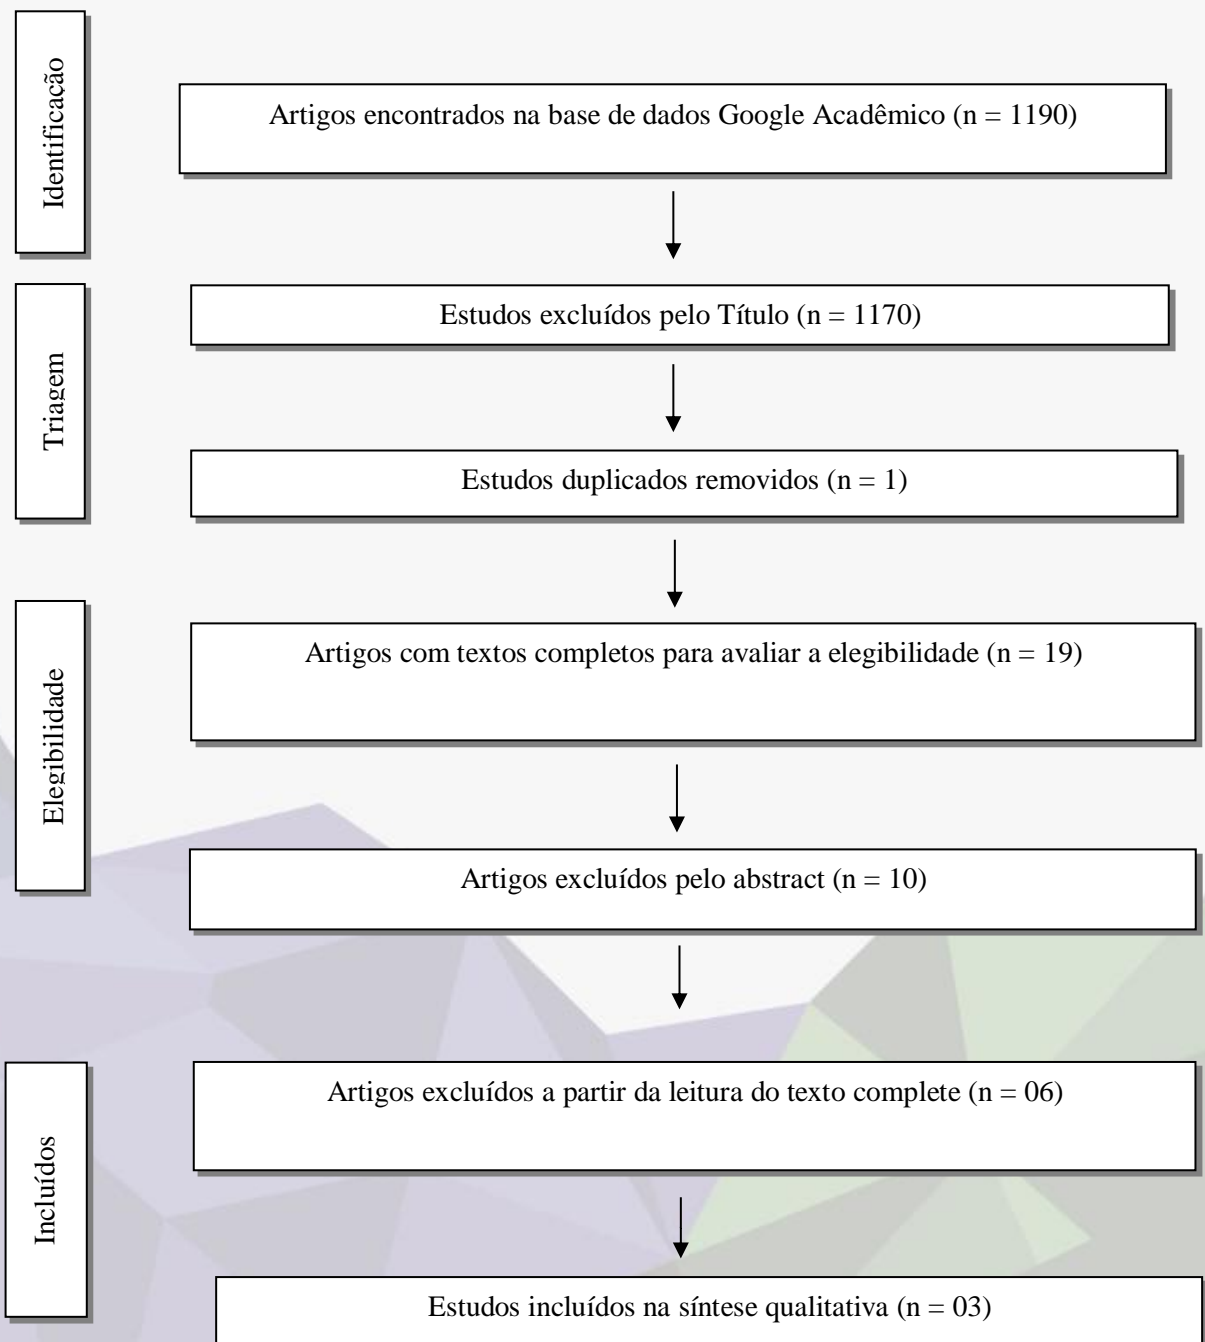 Identificação
Artigos encontrados na base de dados Google Acadêmico (n = 1190)
Triagem
Estudos excluídos pelo Título (n = 1170)
Estudos duplicados removidos (n = 1)
Elegibilidade
Artigos com textos completos para avaliar a elegibilidade (n = 19)
Artigos excluídos pelo abstract (n = 10)
Incluídos
Artigos excluídos a partir da leitura do texto complete (n = 06)
Estudos incluídos na síntese qualitativa (n = 03)